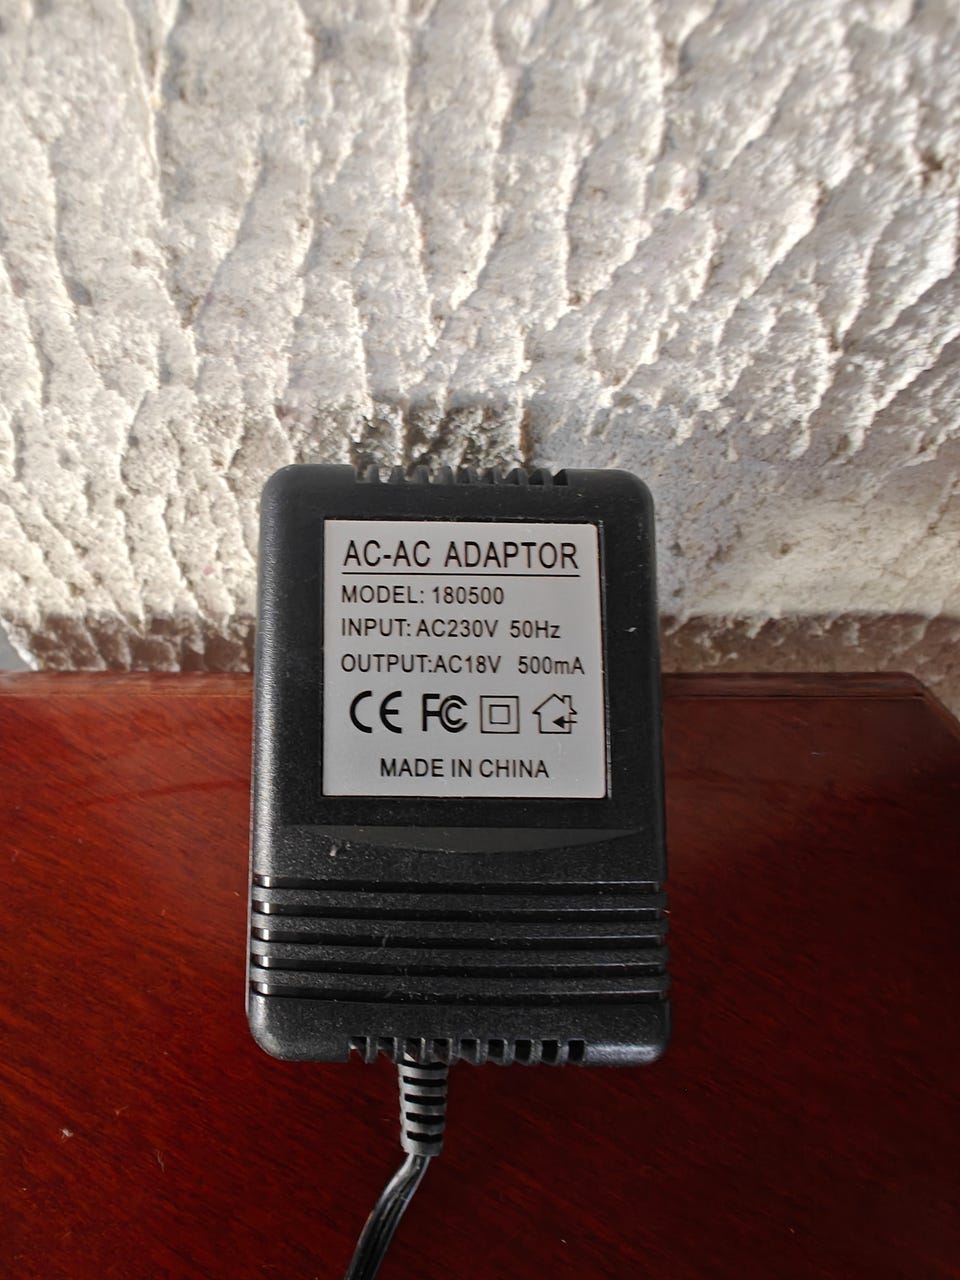 AC-AC ADAPTOR
MODEL: 180500
INPUT: AC230V 50Hz
OUTPUT:AC18V 500mA
CE FC
MADE IN CHINA